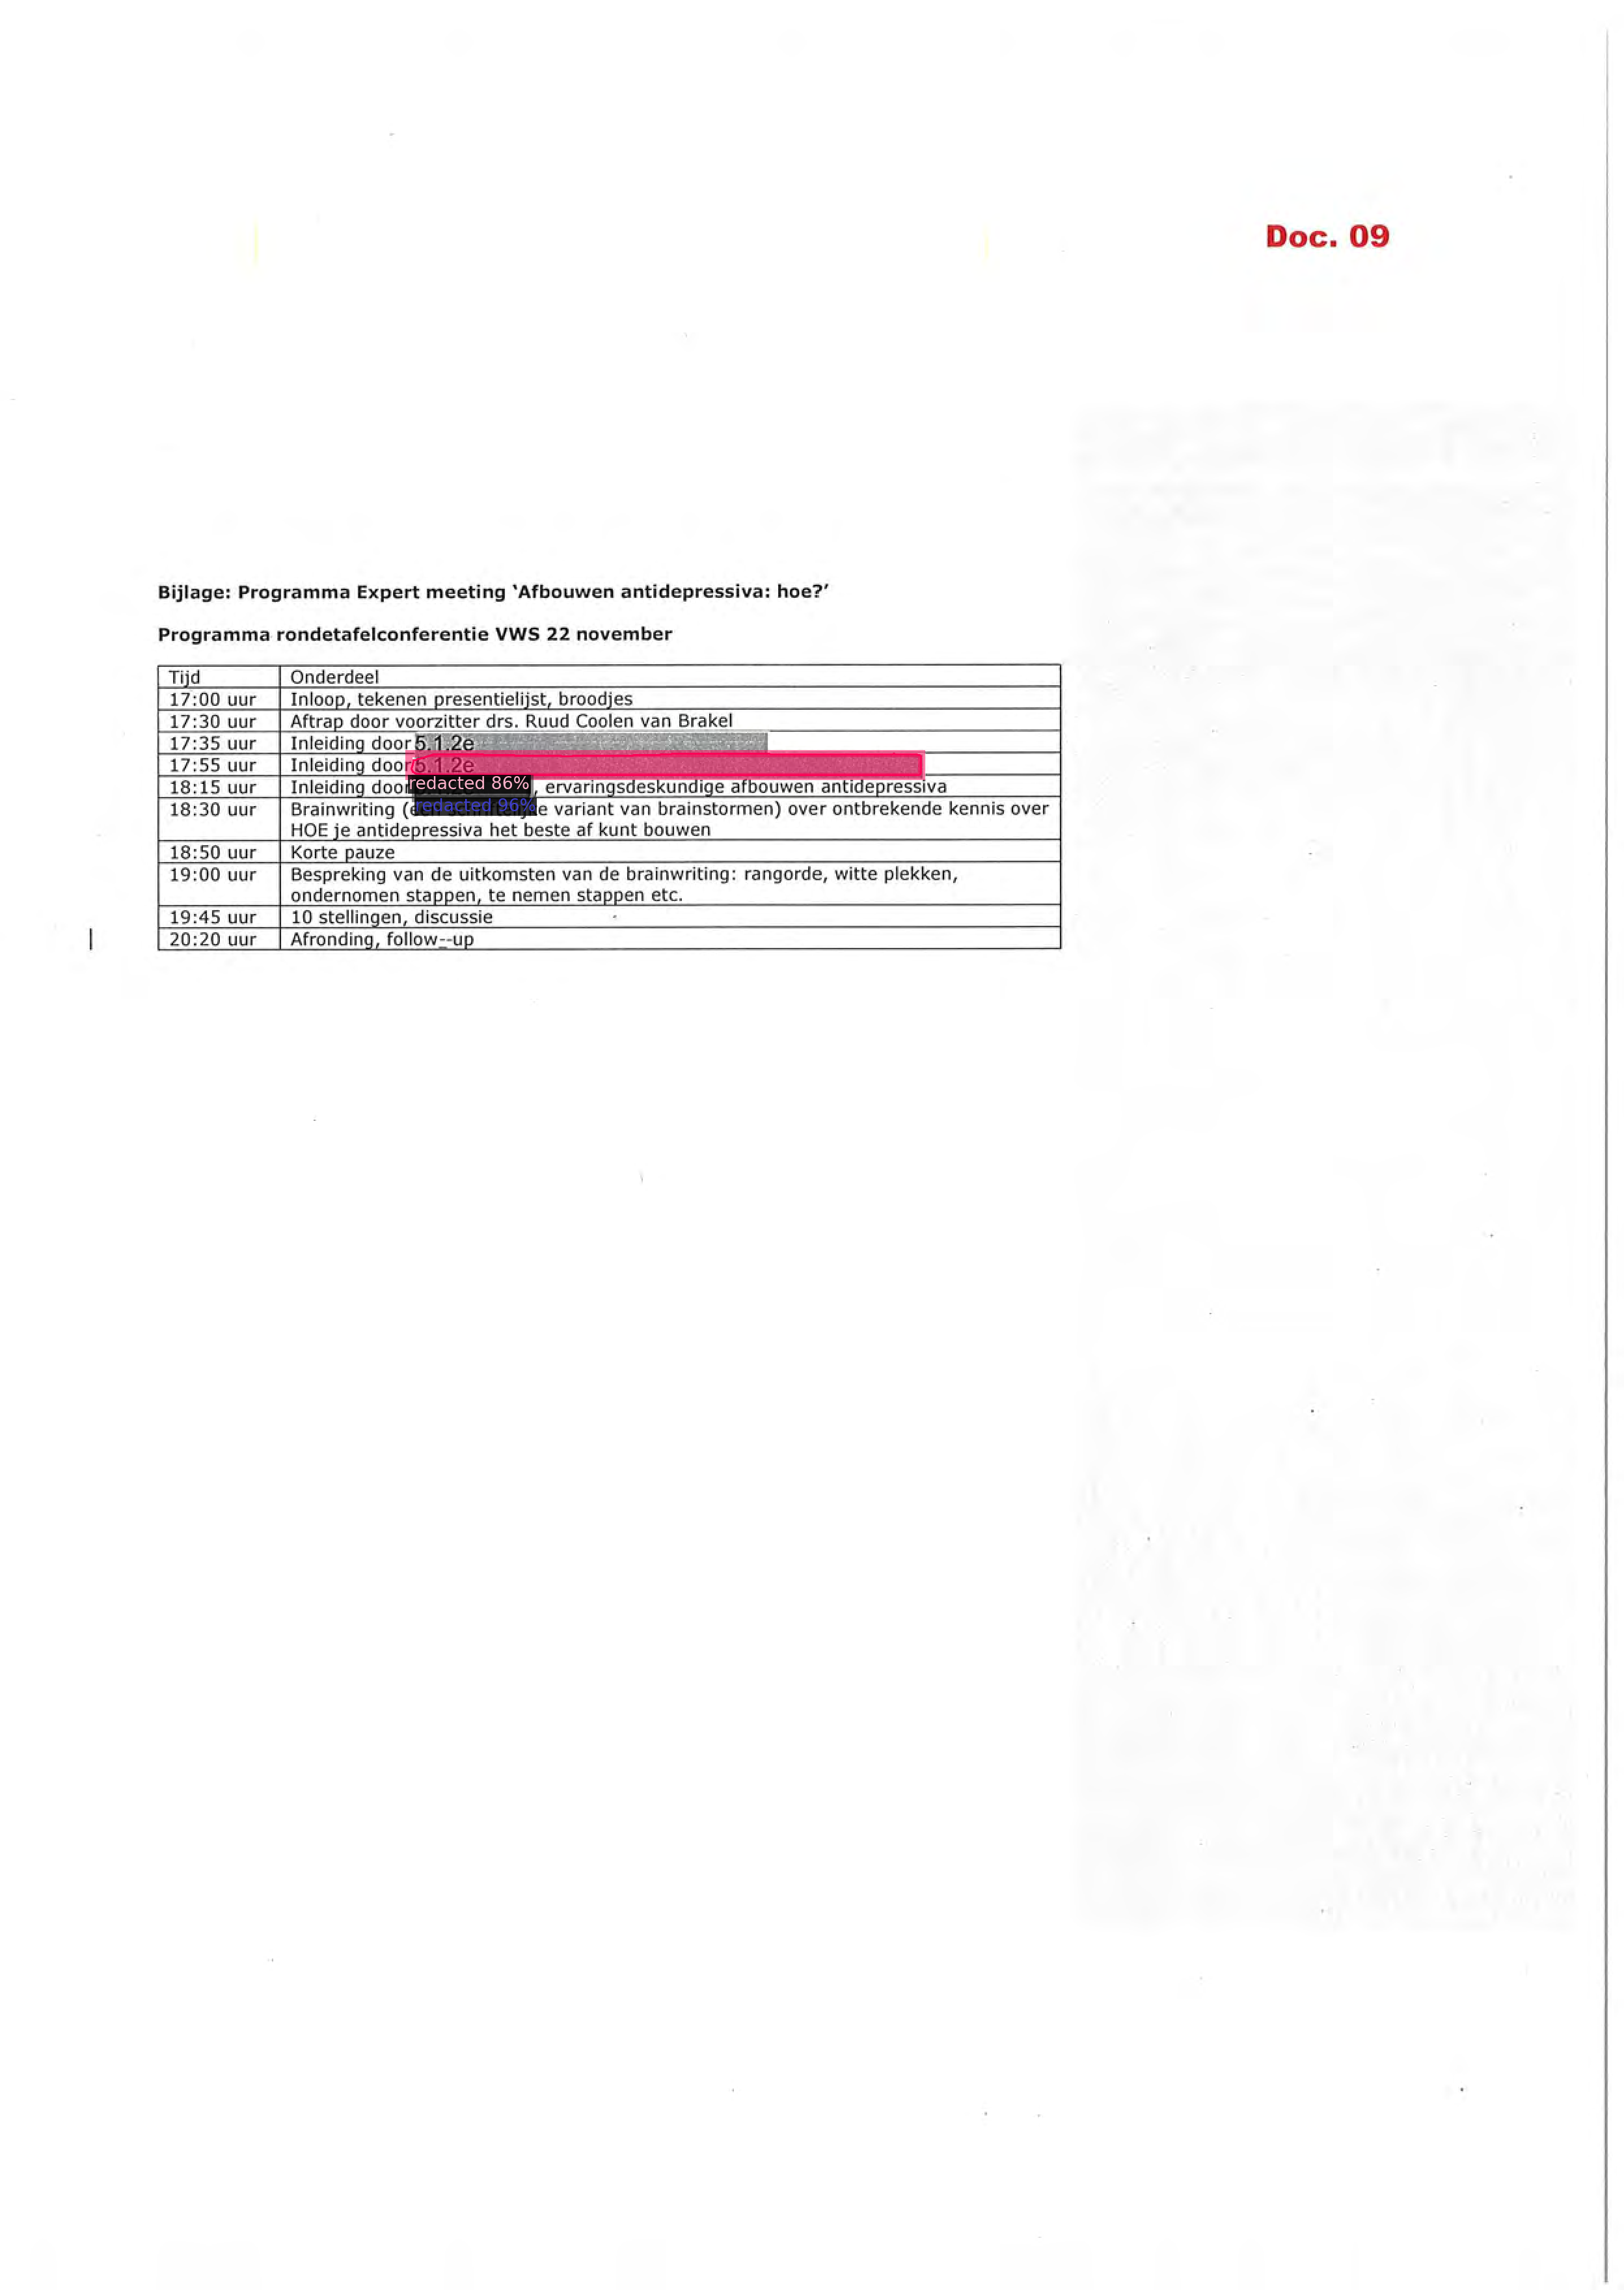 Doc. 09
Bijlage: Programma Expert meeting ‘Afbouwen antidepressiva: hoe?’
Programma rondetafelconferentie VWS 22 november
Tijd Onderdeel
17:00 uur Inloop, tekenen presentielijst, broodjes
17:30 uur Aftrap door voorzitter drs. Ruud Coolen van Brakel
17:35 uur Inleiding door 5.1.2e
17:55 uur Inleiding door 5.1.2e
18:15 uur Inleiding door redacted 86% , ervaringsdeskundige afbouwen antidepressiva
18:30 uur Brainwriting ( redacted 96% variant van brainstormen) over ontbrekende kennis over
HOE je antidepressiva het beste af kunt bouwen
18:50 uur Korte pauze
19:00 uur Bespreking van de uitkomsten van de brainwriting: rangorde, witte plekken,
ondernomen stappen, te nemen stappen etc.
19:45 uur 10 stellingen, discussie
20:20 uur Afronding, follow--up